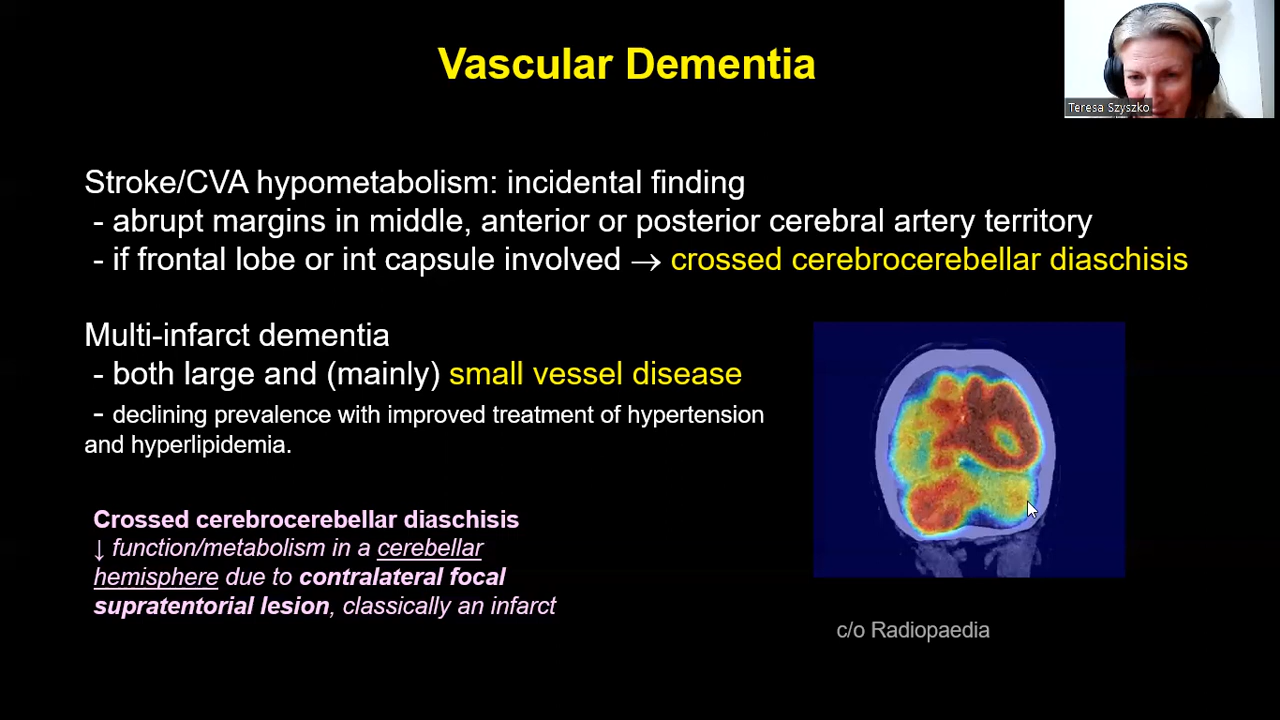 Vascular Dementia
Teresa Szyszko
Stroke/CVA hypometabolism: incidental finding
- abrupt margins in middle, anterior or posterior cerebral artery territory
- if frontal lobe or int capsule involved → crossed cerebrocerebellar diaschisis
Multi-infarct dementia
- both large and (mainly) small vessel disease
- declining prevalence with improved treatment of hypertension
and hyperlipidemia.
Crossed cerebrocerebellar diaschisis
↓ function/metabolism in a cerebellar
hemisphere due to contralateral focal
supratentorial lesion, classically an infarct
c/o Radiopaedia